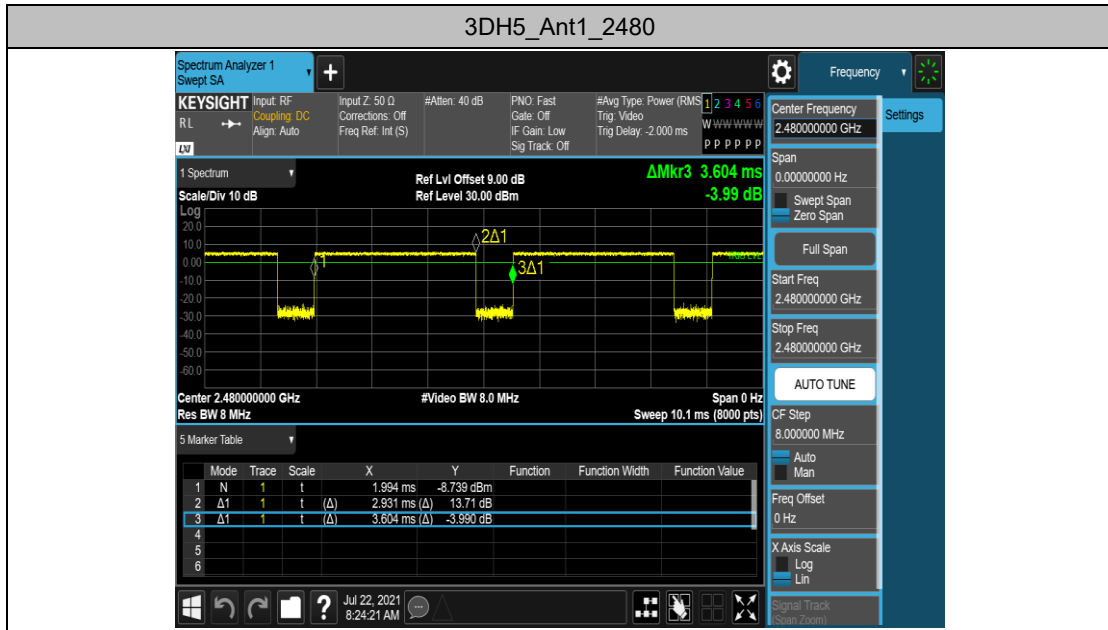 3DH5_Ant1_2480
Spectrum Analyzer 1
Swept SA
+
Frequency
KEYSIGHT
RL
LXI
Input: RF
Coupling: DC
Align: Auto
Input Z: 50 Ω
Corrections: Off
Freq Ref: Int (S)
#Atten: 40 dB
PNO: Fast
Gate: Off
IF Gain: Low
Sig Track: Off
#Avg Type: Power (RMS
Trig: Video
Trig Delay: -2.000 ms
1 2 3 4 5 6
W W W W W W
P P P P P P
1 Spectrum
Scale/Div 10 dB
Ref Lvl Offset 9.00 dB
Ref Level 30.00 dBm
ΔMkr3 3.604 ms
-3.99 dB
Log
20.0
10.0
0.00
-10.0
-20.0
-30.0
-40.0
-50.0
-60.0
1
2Δ1
3Δ1
TRIG LVL
Center 2.480000000 GHz
Res BW 8 MHz
#Video BW 8.0 MHz
Span 0 Hz
Sweep 10.1 ms (8000 pts)
5 Marker Table
Mode Trace Scale X Y Function Function Width Function Value
1 N 1 t 1.994 ms -8.739 dBm
2 Δ1 1 t (Δ) 2.931 ms (Δ) 13.71 dB
3 Δ1 1 t (Δ) 3.604 ms (Δ) -3.990 dB
4
5
6
?
Jul 22, 2021
8:24:21 AM
Center Frequency
2.480000000 GHz
Span
0.00000000 Hz
Swept Span
Zero Span
Full Span
Start Freq
2.480000000 GHz
Stop Freq
2.480000000 GHz
AUTO TUNE
CF Step
8.000000 MHz
Auto
Man
Freq Offset
0 Hz
X Axis Scale
Log
Lin
Signal Track
(Span Zoom)
Settings